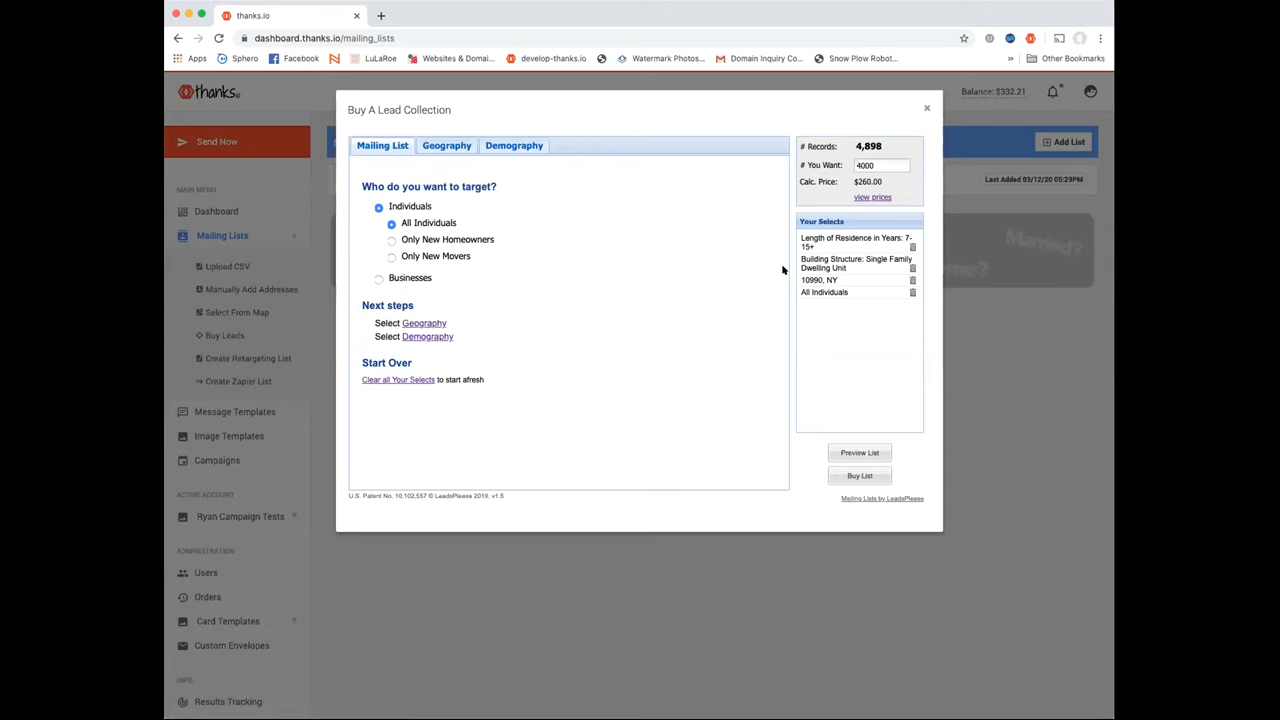 thanks.io
dashboard.thanks.io/mailing_lists
Apps
Sphero
Facebook
LuLaRoe
Websites & Domai...
develop-thanks.io
Watermark Photos...
Domain Inquiry Co...
Snow Plow Robot...
»
Other Bookmarks
thanks.io
Balance: $332.21
Send Now
Add List
Last Added 03/12/20 05:29PM
MAIN MENU
Dashboard
Mailing Lists
Upload CSV
Manually Add Addresses
Select From Map
Buy Leads
Create Retargeting List
Create Zapier List
Message Templates
Image Templates
Campaigns
ACTIVE ACCOUNT
Ryan Campaign Tests
ADMINISTRATION
Users
Orders
Card Templates
Custom Envelopes
INFO
Results Tracking
Married?
Buy A Lead Collection
×
Mailing List
Geography
Demography
Who do you want to target?
Individuals
All Individuals
Only New Homeowners
Only New Movers
Businesses
Next steps
Select Geography
Select Demography
Start Over
Clear all Your Selects to start afresh
U.S. Patent No. 10,102,557 © LeadsPlease 2019. v1.5
# Records: 4,898
# You Want: 4000
Calc. Price: $260.00
view prices
Your Selects
Length of Residence in Years: 7-
15+
Building Structure: Single Family
Dwelling Unit
10990, NY
All Individuals
Preview List
Buy List
Mailing Lists by LeadsPlease